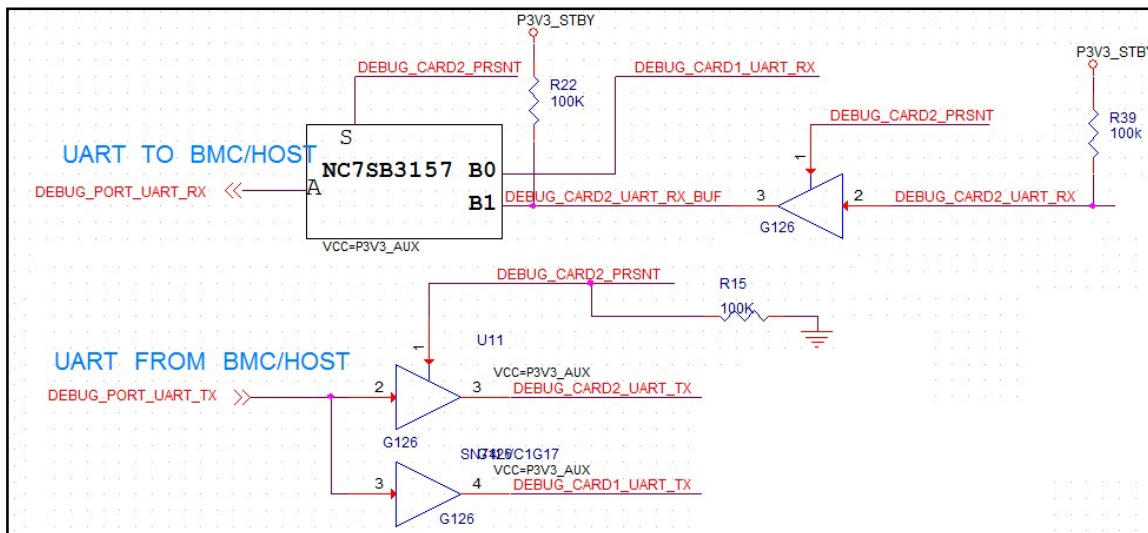 P3V3_STBY
P3V3_STBY
DEBUG_CARD2_PRSNT
DEBUG_CARD1_UART_RX
R22
100K
R39
100k
DEBUG_CARD2_PRSNT
S
1
UART TO BMC/HOST
NC7SB3157 B0
DEBUG_PORT_UART_RX
A
B1
DEBUG_CARD2_UART_RX_BUF
3
2
DEBUG_CARD2_UART_RX
G126
VCC=P3V3_AUX
DEBUG_CARD2_PRSNT
R15
100K
1
U11
UART FROM BMC/HOST
VCC=P3V3_AUX
DEBUG_PORT_UART_TX
2
3
DEBUG_CARD2_UART_TX
G126
VCC=P3V3_AUX
3
4
DEBUG_CARD1_UART_TX
G126